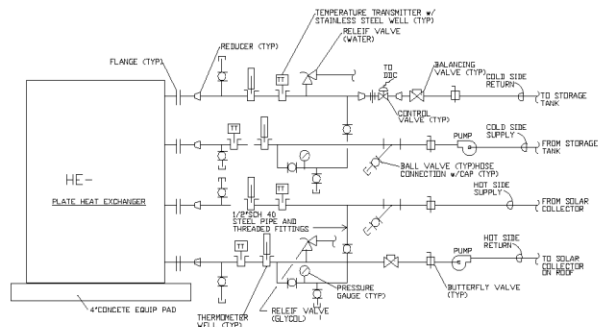 TEMPERATURE TRANSMITTER w/
STAINLESS STEEL WELL (TYP)
RELEIF VALVE
(WATER)
REDUCER (TYP)
FLANGE (TYP)
TO
DDC
BALANCING
VALVE (TYP)
COLD SIDE
RETURN
TT
TO STORAGE
TANK
CONTROL
VALVE (TYP)
COLD SIDE
SUPPLY
TT
PUMP
FROM STORAGE
TANK
HE-
PLATE HEAT EXCHANGER
BALL VALVE (TYP)HOSE
CONNECTION w/CAP (TYP)
HOT SIDE
SUPPLY
TT
FROM SOLAR
COLLECTOR
1/2"SCH 40
STEEL PIPE AND
THREADED FITTINGS
HOT SIDE
RETURN
TT
PUMP
TO SOLAR
COLLECTOR
ON ROOF
4"CONCETE EQUIP PAD
THERMOMETER
WELL (TYP)
RELEIF VALVE
(GLYCOL)
PRESSURE
GAUGE (TYP)
BUTTERFLY VALVE
(TYP)